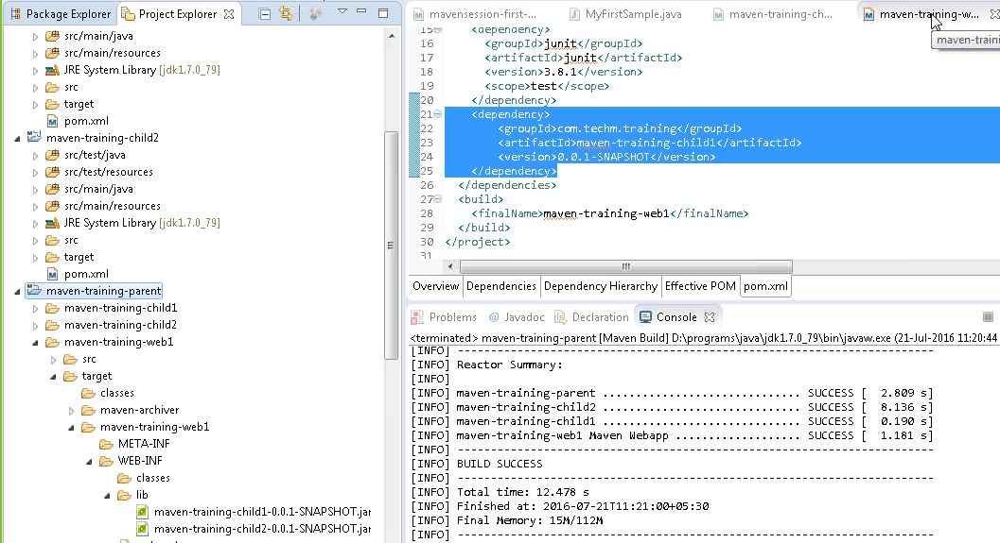 Package Explorer
Project Explorer
src/main/java
src/main/resources
JRE System Library [jdk1.7.0_79]
src
target
pom.xml
maven-training-child2
src/test/java
src/test/resources
src/main/java
src/main/resources
JRE System Library [jdk1.7.0_79]
src
target
pom.xml
maven-training-parent
maven-training-child1
maven-training-child2
maven-training-web1
src
target
classes
maven-archiver
maven-training-web1
META-INF
WEB-INF
classes
lib
maven-training-child1-0.0.1-SNAPSHOT.jar
maven-training-child2-0.0.1-SNAPSHOT.jar
mavensession-first-...
MyFirstSample.java
maven-training-ch...
maven-training-w...
maven-traini
15 <dependency>
16 <groupId>junit</groupId>
17 <artifactId>junit</artifactId>
18 <version>3.8.1</version>
19 <scope>test</scope>
20 </dependency>
21 <dependency>
22 <groupId>com.techm.training</groupId>
23 <artifactId>maven-training-child1</artifactId>
24 <version>0.0.1-SNAPSHOT</version>
25 </dependency>
26 </dependencies>
27 <build>
28 <finalName>maven-training-web1</finalName>
29 </build>
30 </project>
31
Overview Dependencies Dependency Hierarchy Effective POM pom.xml
Problems @ Javadoc Declaration Console
<terminated> maven-training-parent [Maven Build] D:\programs\java\jdk1.7.0_79\bin\javaw.exe (21-Jul-2016 11:20:44
[INFO] ------------------------------------------------------------------------
[INFO] Reactor Summary:
[INFO]
[INFO] maven-training-parent ............................. SUCCESS [  2.809 s]
[INFO] maven-training-child2 ............................. SUCCESS [  8.136 s]
[INFO] maven-training-child1 ............................. SUCCESS [  0.190 s]
[INFO] maven-training-web1 Maven Webapp .................. SUCCESS [  1.181 s]
[INFO] ------------------------------------------------------------------------
[INFO] BUILD SUCCESS
[INFO] ------------------------------------------------------------------------
[INFO] Total time: 12.478 s
[INFO] Finished at: 2016-07-21T11:21:00+05:30
[INFO] Final Memory: 15M/112M
[INFO] ------------------------------------------------------------------------